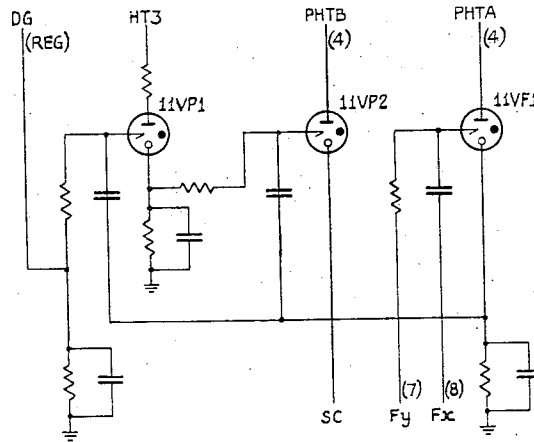 DG
(REG)
HT3
PHTB
(4)
PHTA
(4)
11VP1
11VP2
11VF1
SC
Fy
(7)
Fx
(8)